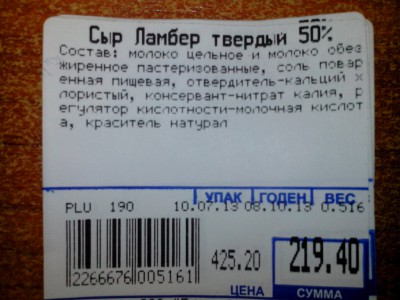 Сыр Ламбер твердый 50%
Состав: молоко цельное и молоко обез
жиренное пастеризованные, соль повар
енная пищевая, отвердитель-кальций х
лористый, консервант-нитрат калия, р
егулятор кислотности-молочная кислот
а, краситель натурал
УПАК ГОДЕН ВЕС
PLU 190 10.07.13 08.10.13 0.516
425.20 219.40
2266676 005161
ЦЕНА СУММА